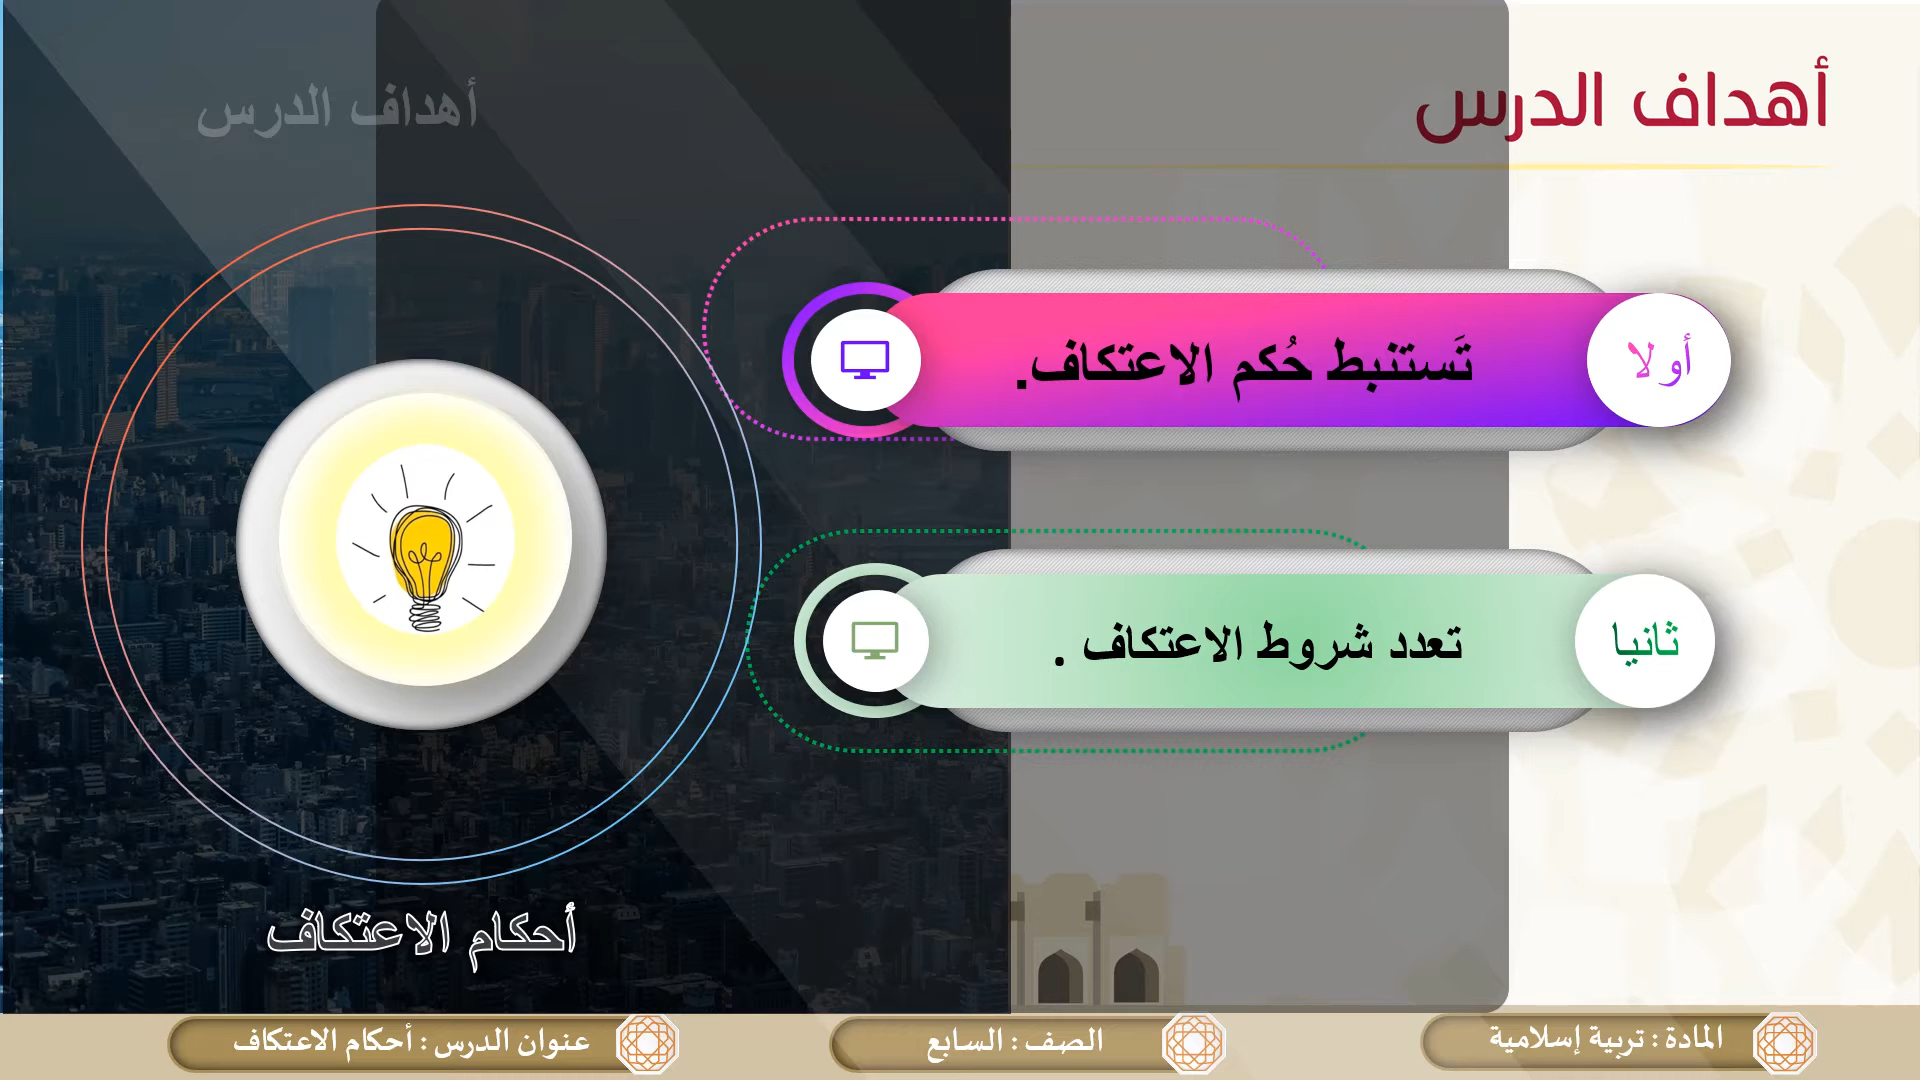 أهداف الدرس
أهداف الدرس
أولا
تَستنبط حُكم الاعتكاف.
ثانيا
تعدد شروط الاعتكاف .
أحكام الاعتكاف
المادة : تربية إسلامية
الصف : السابع
عنوان الدرس : أحكام الاعتكاف